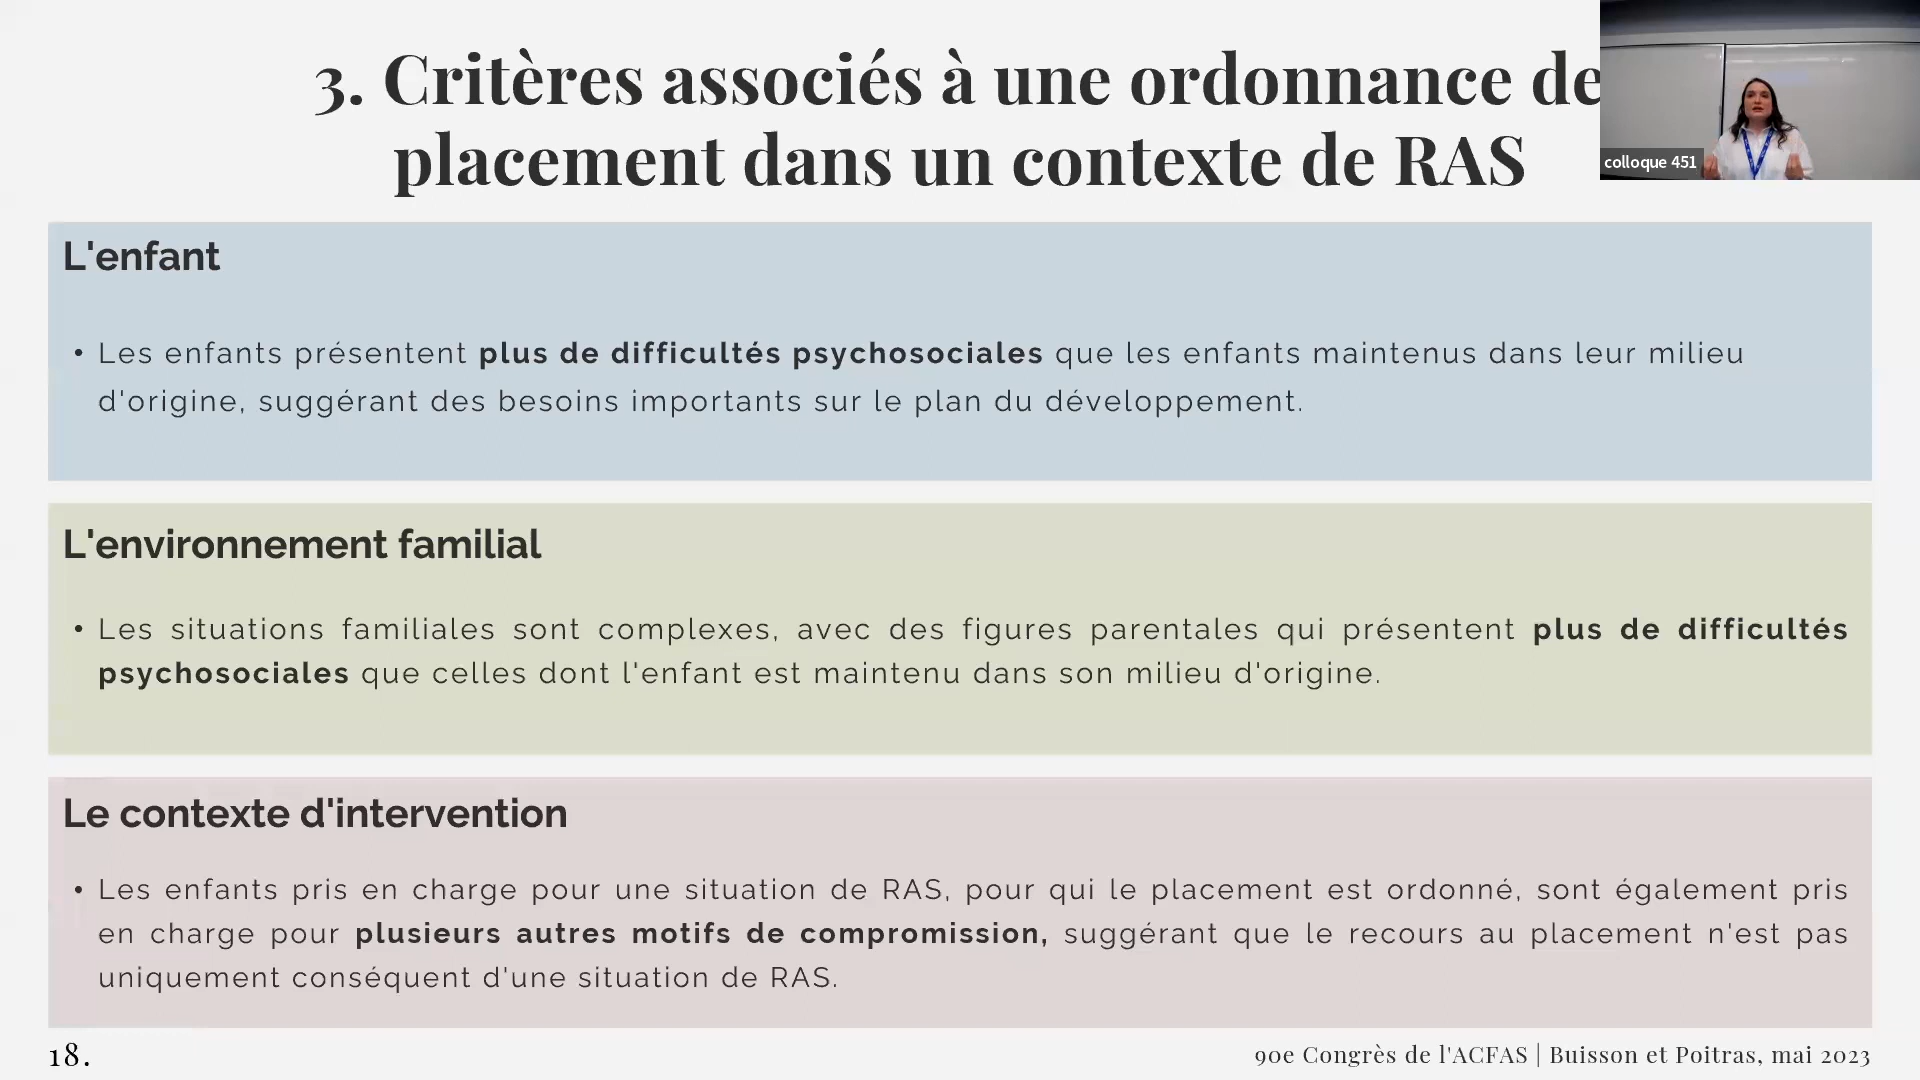 3. Critères associés à une ordonnance de
placement dans un contexte de RAS
colloque 451
L'enfant
• Les enfants présentent plus de difficultés psychosociales que les enfants maintenus dans leur milieu
d'origine, suggérant des besoins importants sur le plan du développement.
L'environnement familial
• Les situations familiales sont complexes, avec des figures parentales qui présentent plus de difficultés
psychosociales que celles dont l'enfant est maintenu dans son milieu d'origine.
Le contexte d'intervention
• Les enfants pris en charge pour une situation de RAS, pour qui le placement est ordonné, sont également pris
en charge pour plusieurs autres motifs de compromission, suggérant que le recours au placement n'est pas
uniquement conséquent d'une situation de RAS.
18.
90e Congrès de l'ACFAS | Buisson et Poitras, mai 2023